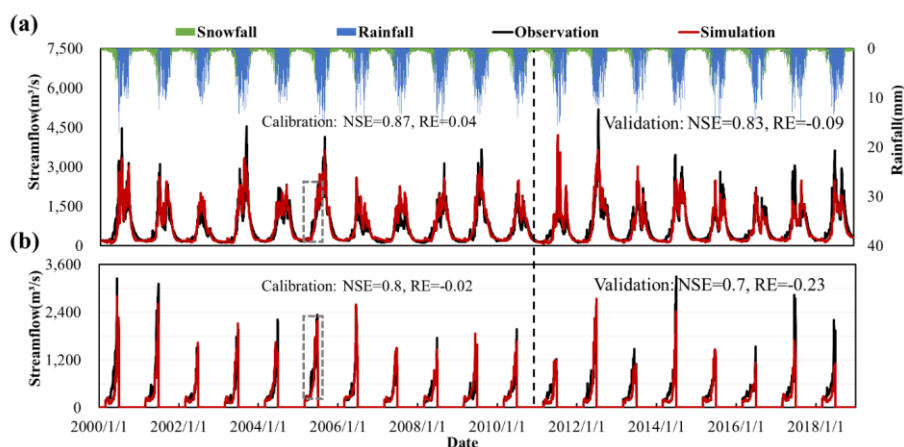 (a)
Snowfall Rainfall Observation Simulation
7,500
6,000
4,500
3,000
1,500
0
Streamflow(m³/s)
0
10
20
30
40
Rainfall(mm)
Calibration: NSE=0.87, RE=0.04
Validation: NSE=0.83, RE=-0.09
(b)
3,600
2,400
1,200
0
Streamflow(m³/s)
Calibration: NSE=0.8, RE=-0.02
Validation: NSE=0.7, RE=-0.23
2000/1/1 2002/1/1 2004/1/1 2006/1/1 2008/1/1 2010/1/1 2012/1/1 2014/1/1 2016/1/1 2018/1/1
Date